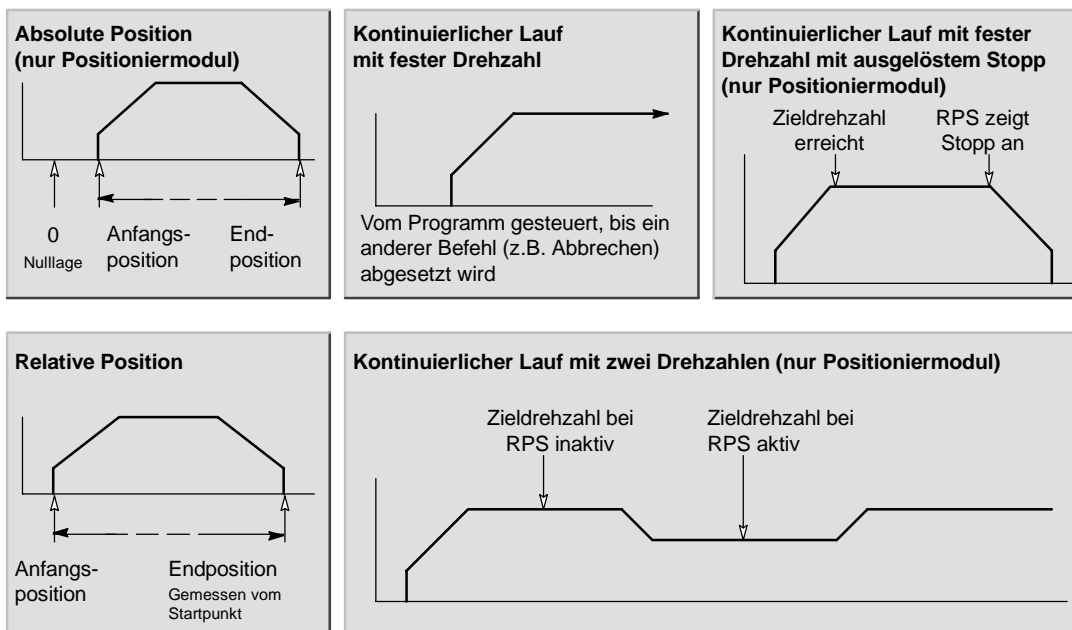 Absolute Position
(nur Positioniermodul)
0
Nulllage
Anfangs-
position
End-
position
Kontinuierlicher Lauf
mit fester Drehzahl
Vom Programm gesteuert, bis ein
anderer Befehl (z.B. Abbrechen)
abgesetzt wird
Kontinuierlicher Lauf mit fester
Drehzahl mit ausgelöstem Stopp
(nur Positioniermodul)
Zieldrehzahl
erreicht
RPS zeigt
Stopp an
Relative Position
Anfangs-
position
Endposition
Gemessen vom
Startpunkt
Kontinuierlicher Lauf mit zwei Drehzahlen (nur Positioniermodul)
Zieldrehzahl bei
RPS inaktiv
Zieldrehzahl bei
RPS aktiv